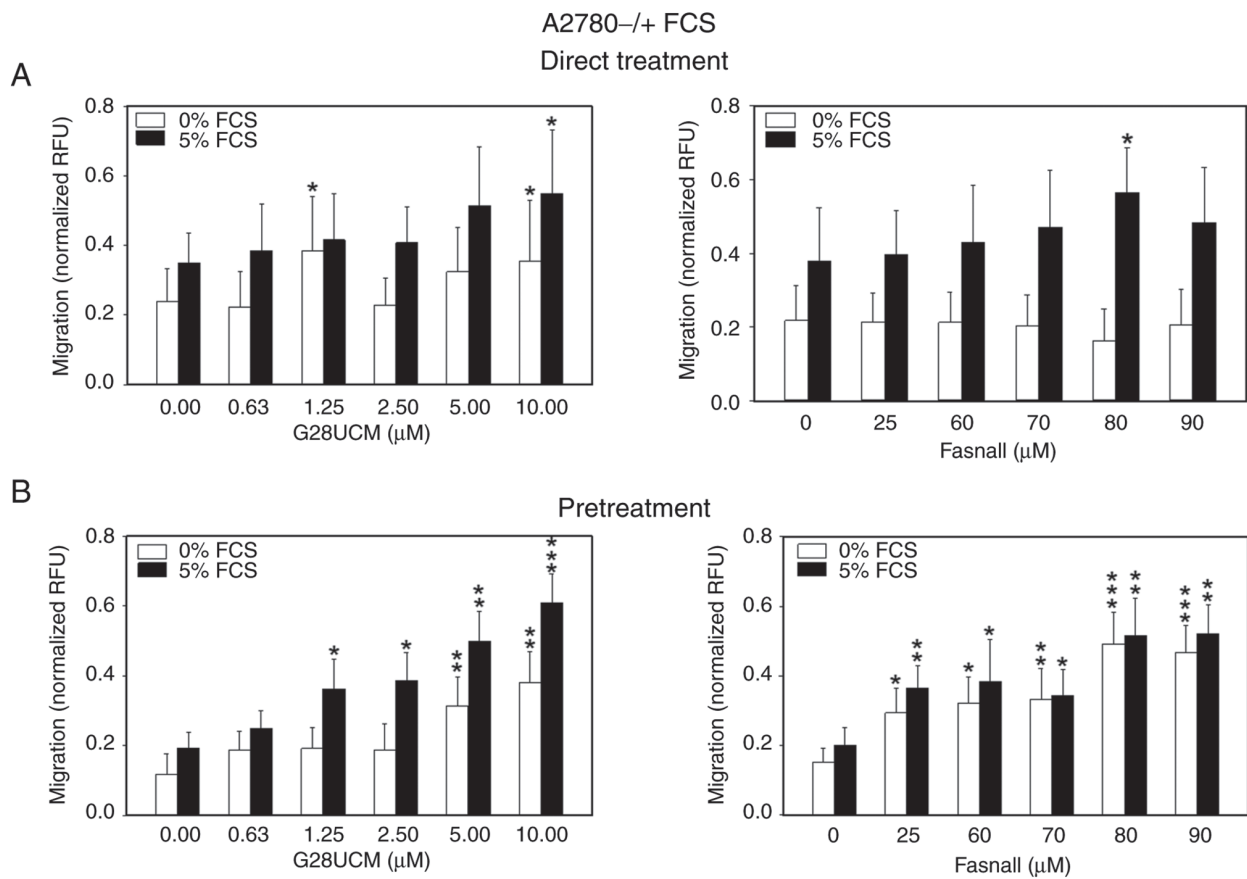 A2780–/+ FCS
Direct treatment
A
Migration (normalized RFU)
0.8
0.6
0.4
0.2
0.0
0% FCS
5% FCS
*
*
*
0.00 0.63 1.25 2.50 5.00 10.00
G28UCM (μM)
Migration (normalized RFU)
0.8
0.6
0.4
0.2
0.0
0% FCS
5% FCS
*
0 25 60 70 80 90
Fasnall (μM)
B
Pretreatment
Migration (normalized RFU)
0.8
0.6
0.4
0.2
0.0
0% FCS
5% FCS
*
*
**
**
**
***
0.00 0.63 1.25 2.50 5.00 10.00
G28UCM (μM)
Migration (normalized RFU)
0.8
0.6
0.4
0.2
0.0
0% FCS
5% FCS
*
**
*
*
**
*
***
**
***
**
0 25 60 70 80 90
Fasnall (μM)